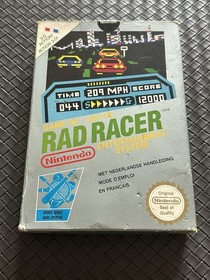 TIME 209 MPH SCORE
044 S G 12000
RAD RACER
Nintendo
ENTERTAINMENT
SYSTEM
MET NEDERLANDSE HANDLEIDING
MODE D'EMPLOI
EN FRANÇAIS
Original
Nintendo
Seal of
Quality